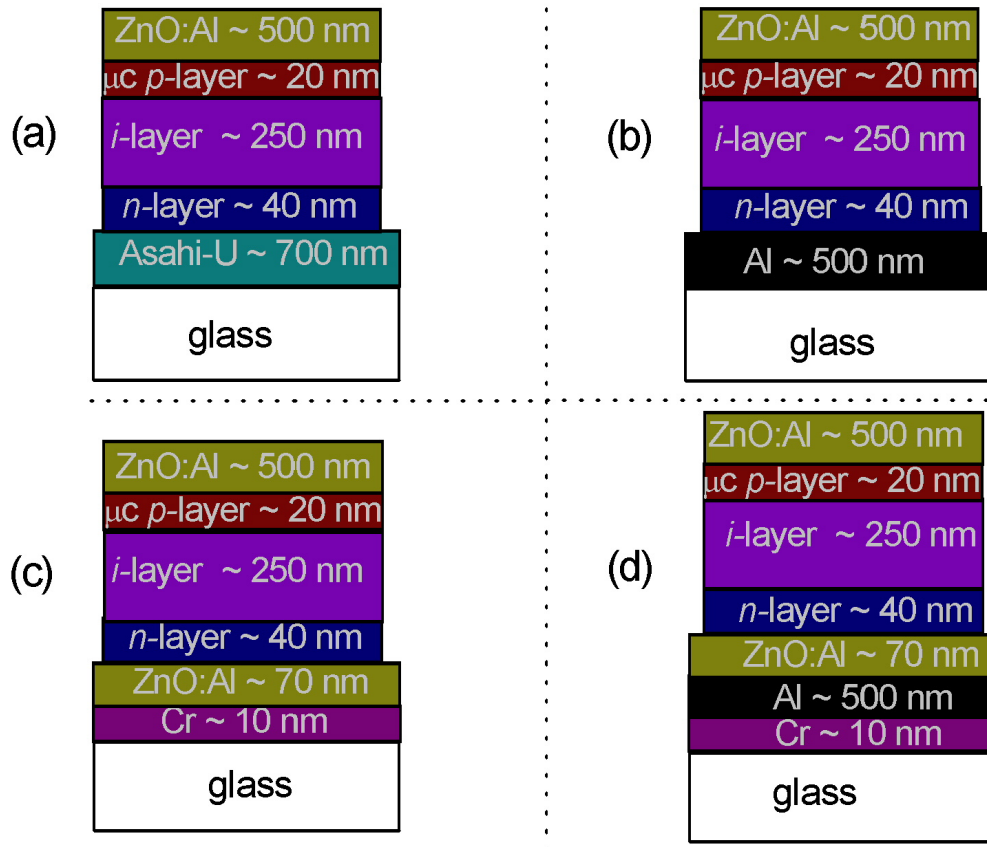 (a)
ZnO:Al ~ 500 nm
μc p-layer ~ 20 nm
i-layer ~ 250 nm
n-layer ~ 40 nm
Asahi-U ~ 700 nm
glass
(b)
ZnO:Al ~ 500 nm
μc p-layer ~ 20 nm
i-layer ~ 250 nm
n-layer ~ 40 nm
Al ~ 500 nm
glass
(c)
ZnO:Al ~ 500 nm
μc p-layer ~ 20 nm
i-layer ~ 250 nm
n-layer ~ 40 nm
ZnO:Al ~ 70 nm
Cr ~ 10 nm
glass
(d)
ZnO:Al ~ 500 nm
μc p-layer ~ 20 nm
i-layer ~ 250 nm
n-layer ~ 40 nm
ZnO:Al ~ 70 nm
Al ~ 500 nm
Cr ~ 10 nm
glass